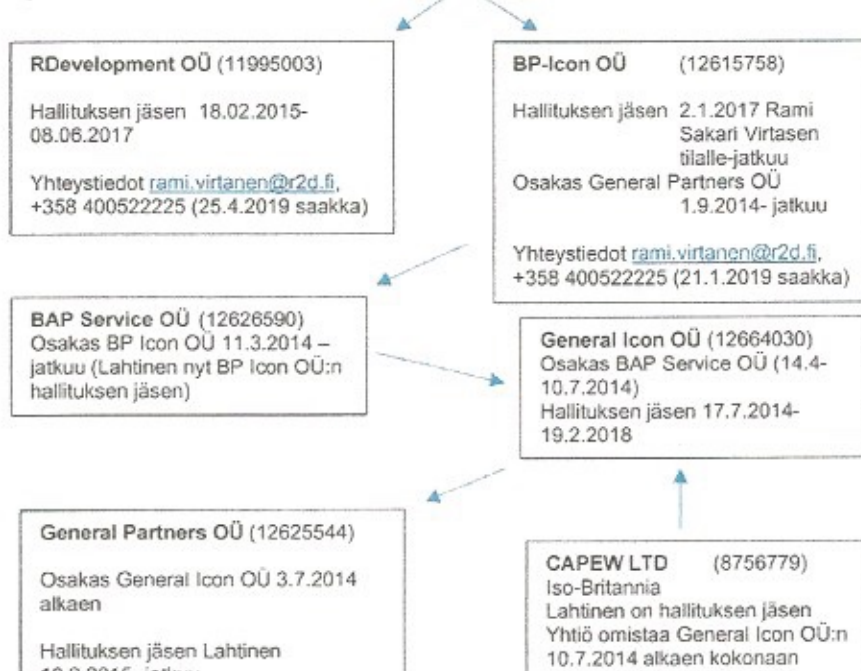 RDevelopment OÜ (11995003)
Hallituksen jäsen 18.02.2015-
08.06.2017
Yhteystiedot rami.virtanen@r2d.fi,
+358 400522225 (25.4.2019 saakka)
BP-Icon OÜ (12615758)
Hallituksen jäsen 2.1.2017 Rami
Sakari Virtasen
tilalle-jatkuu
Osakas General Partners OÜ
1.9.2014- jatkuu
Yhteystiedot rami.virtanen@r2d.fi,
+358 400522225 (21.1.2019 saakka)
BAP Service OÜ (12626590)
Osakas BP Icon OÜ 11.3.2014 –
jatkuu (Lahtinen nyt BP Icon OÜ:n
hallituksen jäsen)
General Icon OÜ (12664030)
Osakas BAP Service OÜ (14.4-
10.7.2014)
Hallituksen jäsen 17.7.2014-
19.2.2018
General Partners OÜ (12625544)
Osakas General Icon OÜ 3.7.2014
alkaen
Hallituksen jäsen Lahtinen
CAPEW LTD (8756779)
Iso-Britannia
Lahtinen on hallituksen jäsen
Yhtiö omistaa General Icon OÜ:n
10.7.2014 alkaen kokonaan